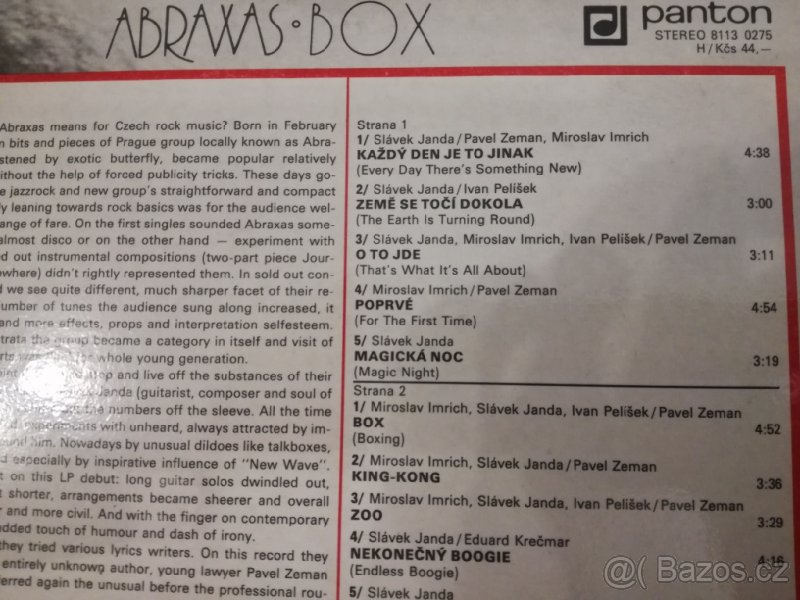 ABRAXAS • BOX
panton
STEREO 8113 0275
H / Kčs 44,—
Abraxas means for Czech rock music? Born in February
bits and pieces of Prague group locally known as Abra-
stened by exotic butterfly, became popular relatively
ithout the help of forced publicity tricks. These days go-
e jazzrock and new group's straightforward and compact
ly leaning towards rock basics was for the audience wel-
ange of fare. On the first singles sounded Abraxas some-
almost disco or on the other hand — experiment with
d out instrumental compositions (two-part piece Jour-
owhere) didn't rightly represented them. In sold out con-
d we see quite different, much sharper facet of their re-
umber of tunes the audience sung along increased, it
and more effects, props and interpretation selfesteem.
trata the group became a category in itself and visit of
whole young generation.
and live off the substances of their
Janda (guitarist, composer and soul of
the numbers off the sleeve. All the time
experiments with unheard, always attracted by im-
ound him. Nowadays by unusual dildoes like talkboxes,
d especially by inspirative influence of "New Wave".
t on this LP debut: long guitar solos dwindled out,
t shorter, arrangements became sheerer and overall
r and more civil. And with the finger on contemporary
dded touch of humour and dash of irony.
they tried various lyrics writers. On this record they
entirely unknown author, young lawyer Pavel Zeman
erred again the unusual before the professional rou-
Strana 1
1/ Slávek Janda/Pavel Zeman, Miroslav Imrich
KAŽDÝ DEN JE TO JINAK 4:38
(Every Day There's Something New)
2/ Slávek Janda/Ivan Pelíšek
ZEMĚ SE TOČÍ DOKOLA 3:00
(The Earth Is Turning Round)
3/ Slávek Janda, Miroslav Imrich, Ivan Pelíšek/Pavel Zeman
O TO JDE 3:11
(That's What It's All About)
4/ Miroslav Imrich/Pavel Zeman
POPRVÉ 4:54
(For The First Time)
5/ Slávek Janda
MAGICKÁ NOC 3:19
(Magic Night)
Strana 2
1/ Miroslav Imrich, Slávek Janda, Ivan Pelíšek/Pavel Zeman
BOX 4:52
(Boxing)
2/ Miroslav Imrich, Slávek Janda/Pavel Zeman
KING-KONG 3:36
3/ Miroslav Imrich, Slávek Janda, Ivan Pelíšek/Pavel Zeman
ZOO 3:29
4/ Slávek Janda/Eduard Krečmar
NEKONEČNÝ BOOGIE 4:16
(Endless Boogie)
5/ Slávek Janda
Bazos.cz